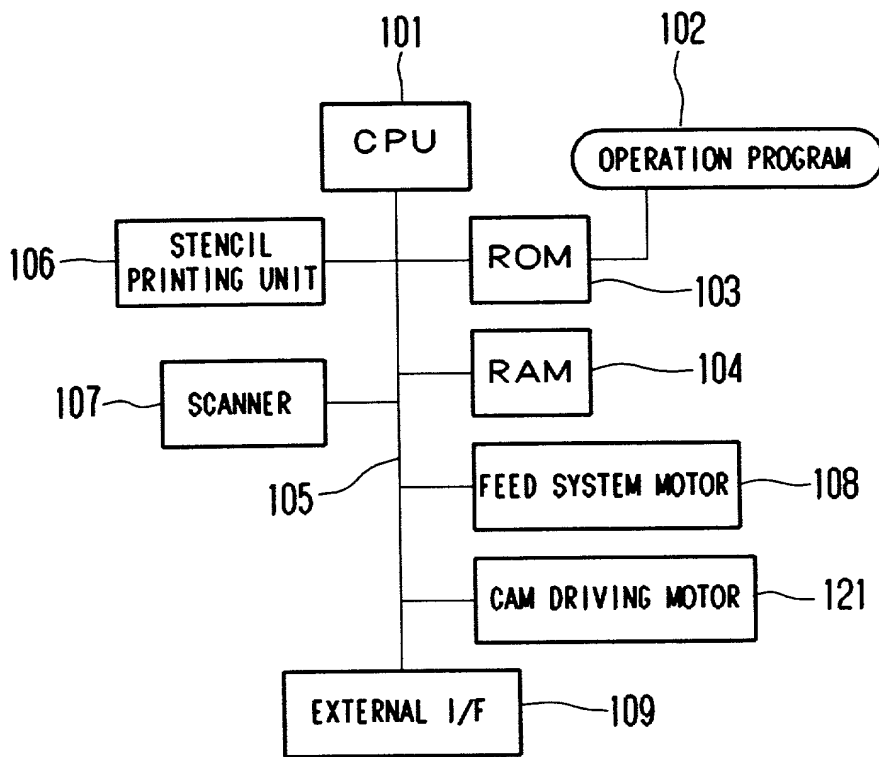 101
102
CPU
OPERATION PROGRAM
106
STENCIL
PRINTING UNIT
ROM
103
107
SCANNER
RAM
104
105
FEED SYSTEM MOTOR
108
CAM DRIVING MOTOR
121
EXTERNAL I/F
109